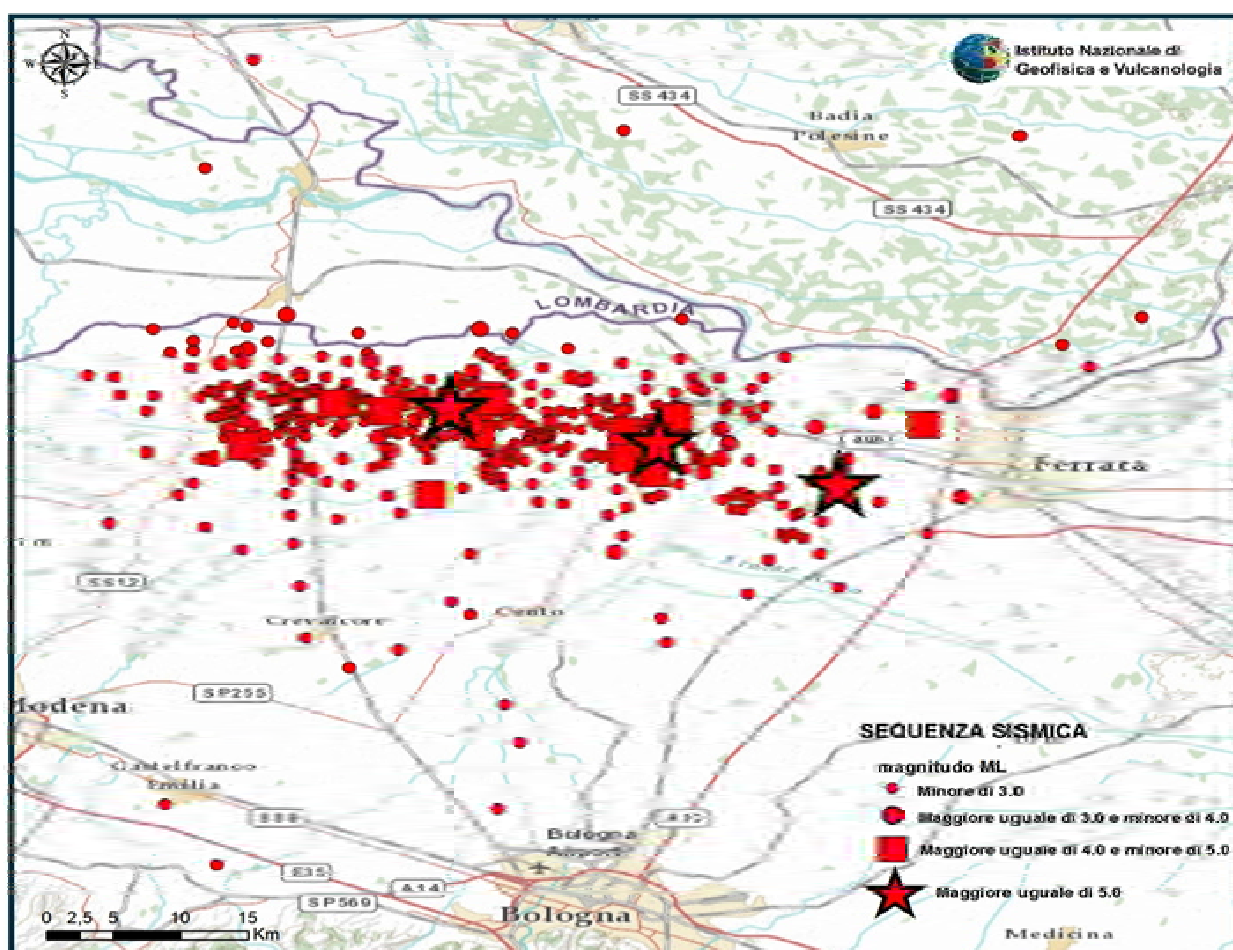 N
W
S
Istituto Nazionale di
Geofisica e Vulcanologia
SS 434
Badia
Polesine
SS 434
LOMBARDIA
Ferrara
SS12
Crevalcore
Cento
SP255
Modena
Castelfranco
Emilia
SEQUENZA SISMICA
magnitudo ML
Minore di 3.0
Maggiore uguale di 3.0 e minore di 4.0
Maggiore uguale di 4.0 e minore di 5.0
Maggiore uguale di 5.0
Bologna
Airport
E35
A14
SP569
Bologna
Medicina
0 2,5 5 10 15
Km